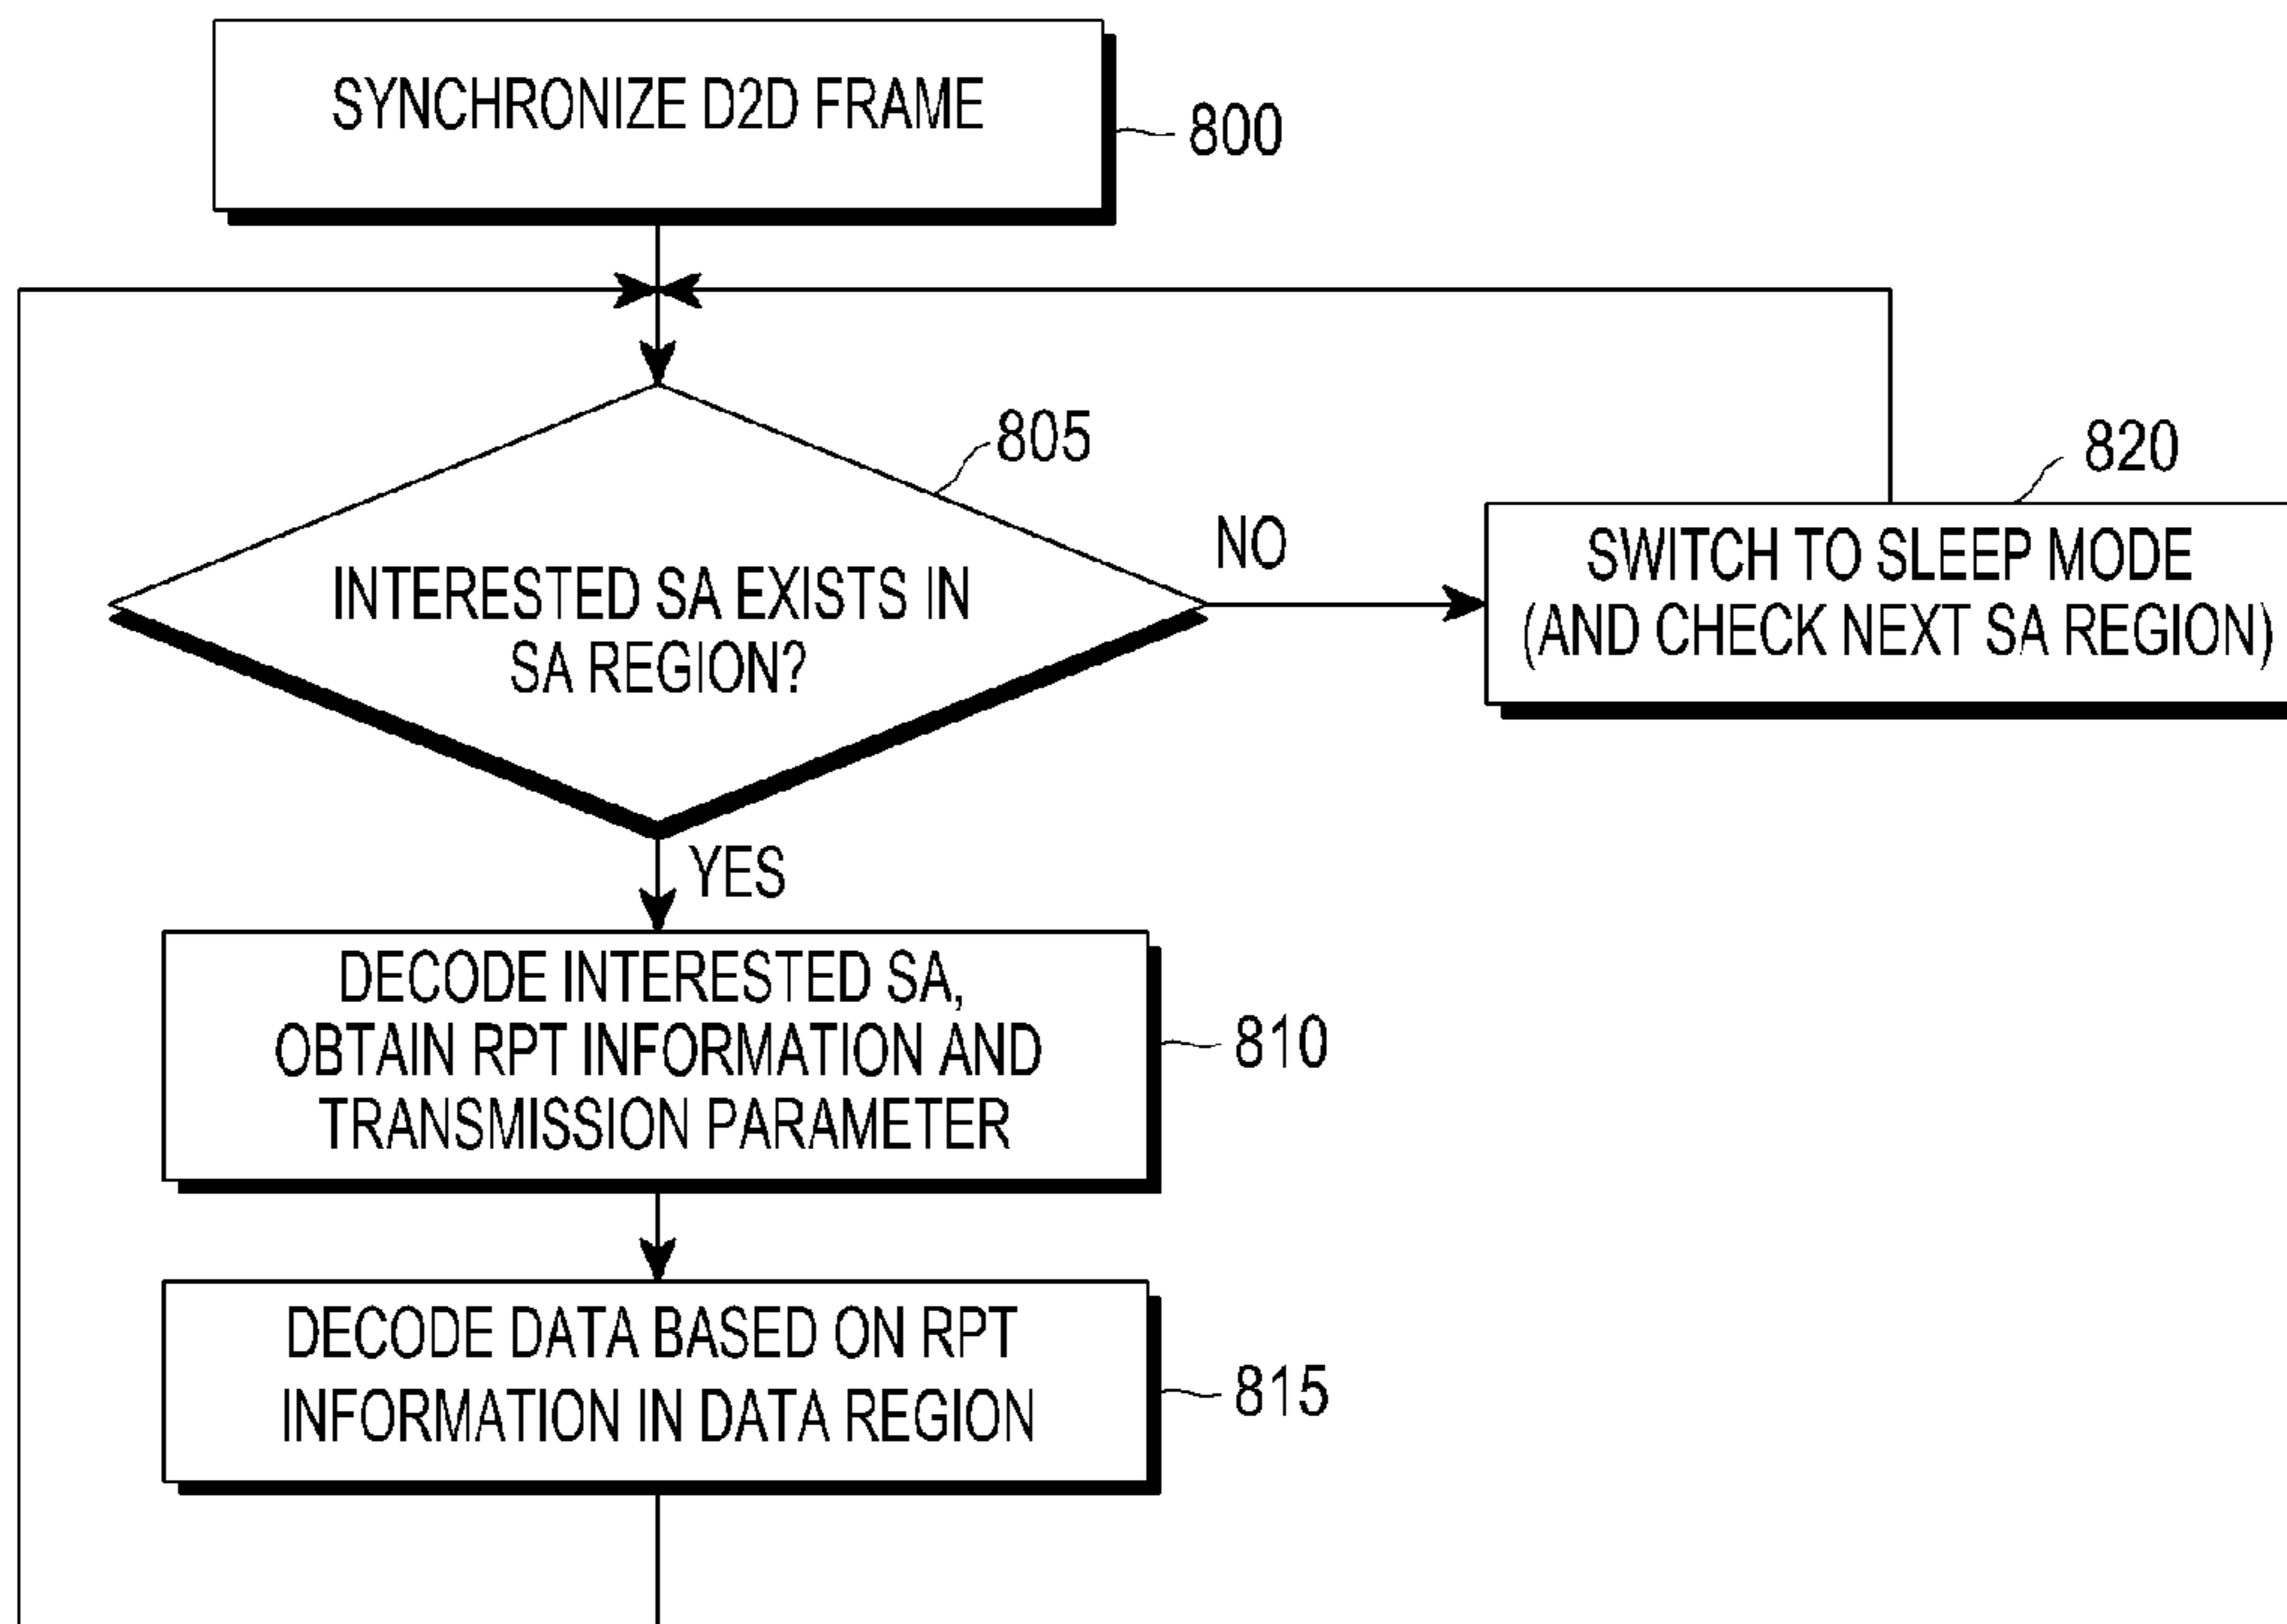 SYNCHRONIZE D2D FRAME
800
805
INTERESTED SA EXISTS IN
SA REGION?
NO
820
SWITCH TO SLEEP MODE
(AND CHECK NEXT SA REGION)
YES
DECODE INTERESTED SA,
OBTAIN RPT INFORMATION AND
TRANSMISSION PARAMETER
810
DECODE DATA BASED ON RPT
INFORMATION IN DATA REGION
815